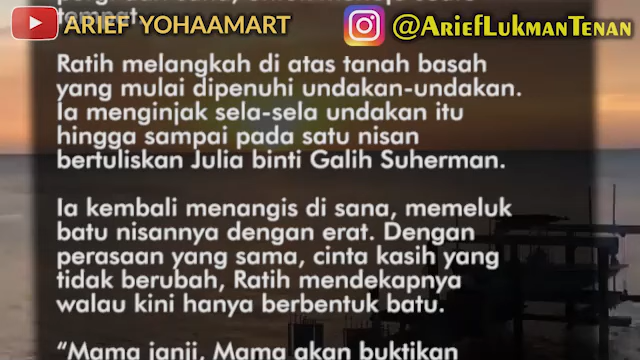 ARIEF YOHAAMART
@AriefLukmanTenan
tempat
Ratih melangkah di atas tanah basah
yang mulai dipenuhi undakan-undakan.
Ia menginjak sela-sela undakan itu
hingga sampai pada satu nisan
bertuliskan Julia binti Galih Suherman.
Ia kembali menangis di sana, memeluk
batu nisannya dengan erat. Dengan
perasaan yang sama, cinta kasih yang
tidak berubah, Ratih mendekapnya
walau kini hanya berbentuk batu.
"Mama janji, Mama akan buktikan